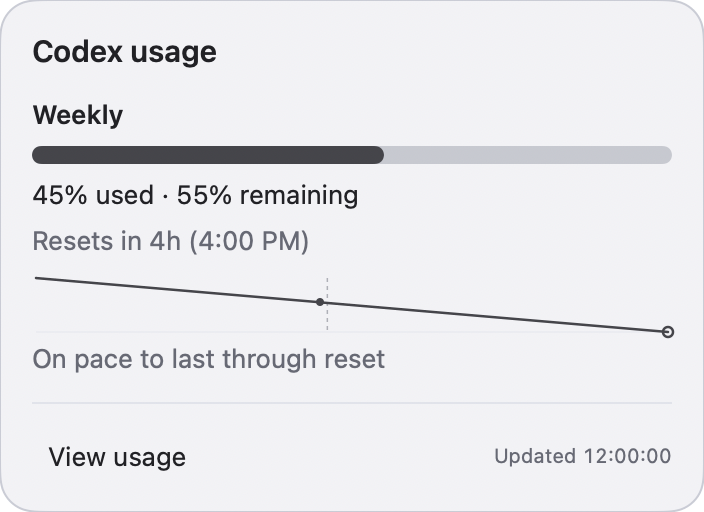 Codex usage
Weekly
45% used · 55% remaining
Resets in 4h (4:00 PM)
On pace to last through reset
View usage
Updated 12:00:00